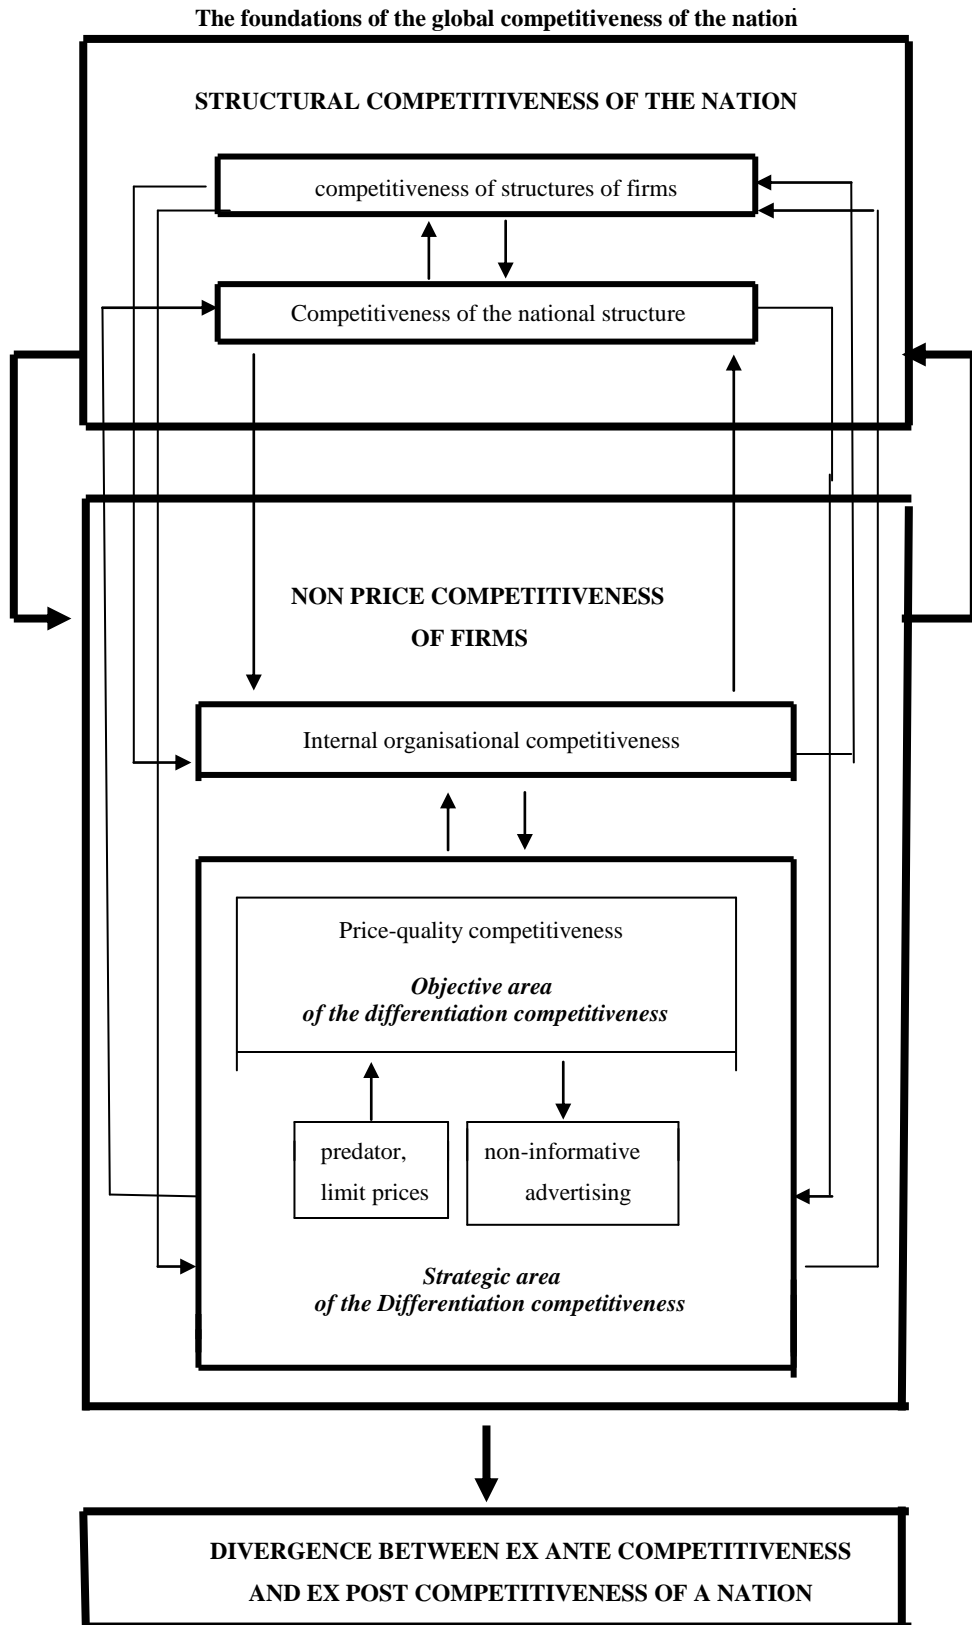 The foundations of the global competitiveness of the nation
STRUCTURAL COMPETITIVENESS OF THE NATION
competitiveness of structures of firms
Competitiveness of the national structure
NON PRICE COMPETITIVENESS
OF FIRMS
Internal organisational competitiveness
Price-quality competitiveness
Objective area
of the differentiation competitiveness
predator,
limit prices
non-informative
advertising
Strategic area
of the Differentiation competitiveness
DIVERGENCE BETWEEN EX ANTE COMPETITIVENESS
AND EX POST COMPETITIVENESS OF A NATION